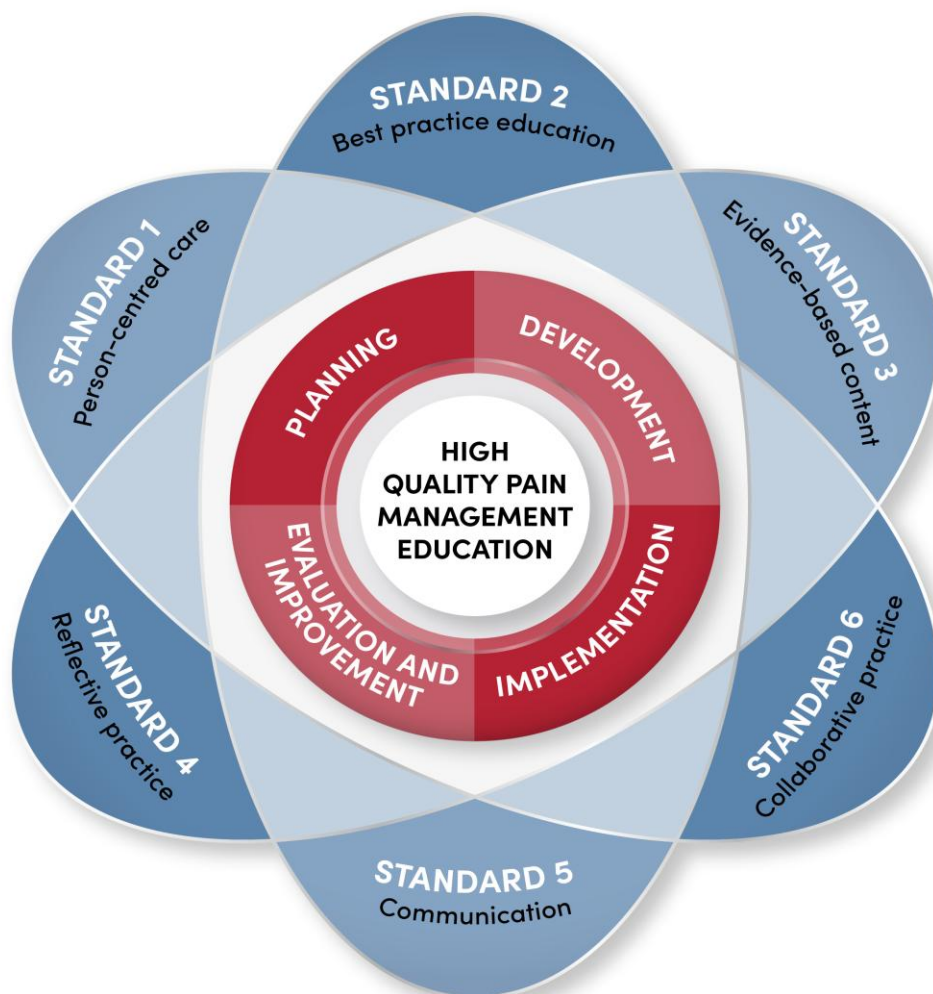 STANDARD 1
Person-centred care
STANDARD 2
Best practice education
STANDARD 3
Evidence-based content
STANDARD 4
Reflective practice
STANDARD 5
Communication
STANDARD 6
Collaborative practice
PLANNING
DEVELOPMENT
IMPLEMENTATION
EVALUATION AND
IMPROVEMENT
HIGH
QUALITY PAIN
MANAGEMENT
EDUCATION